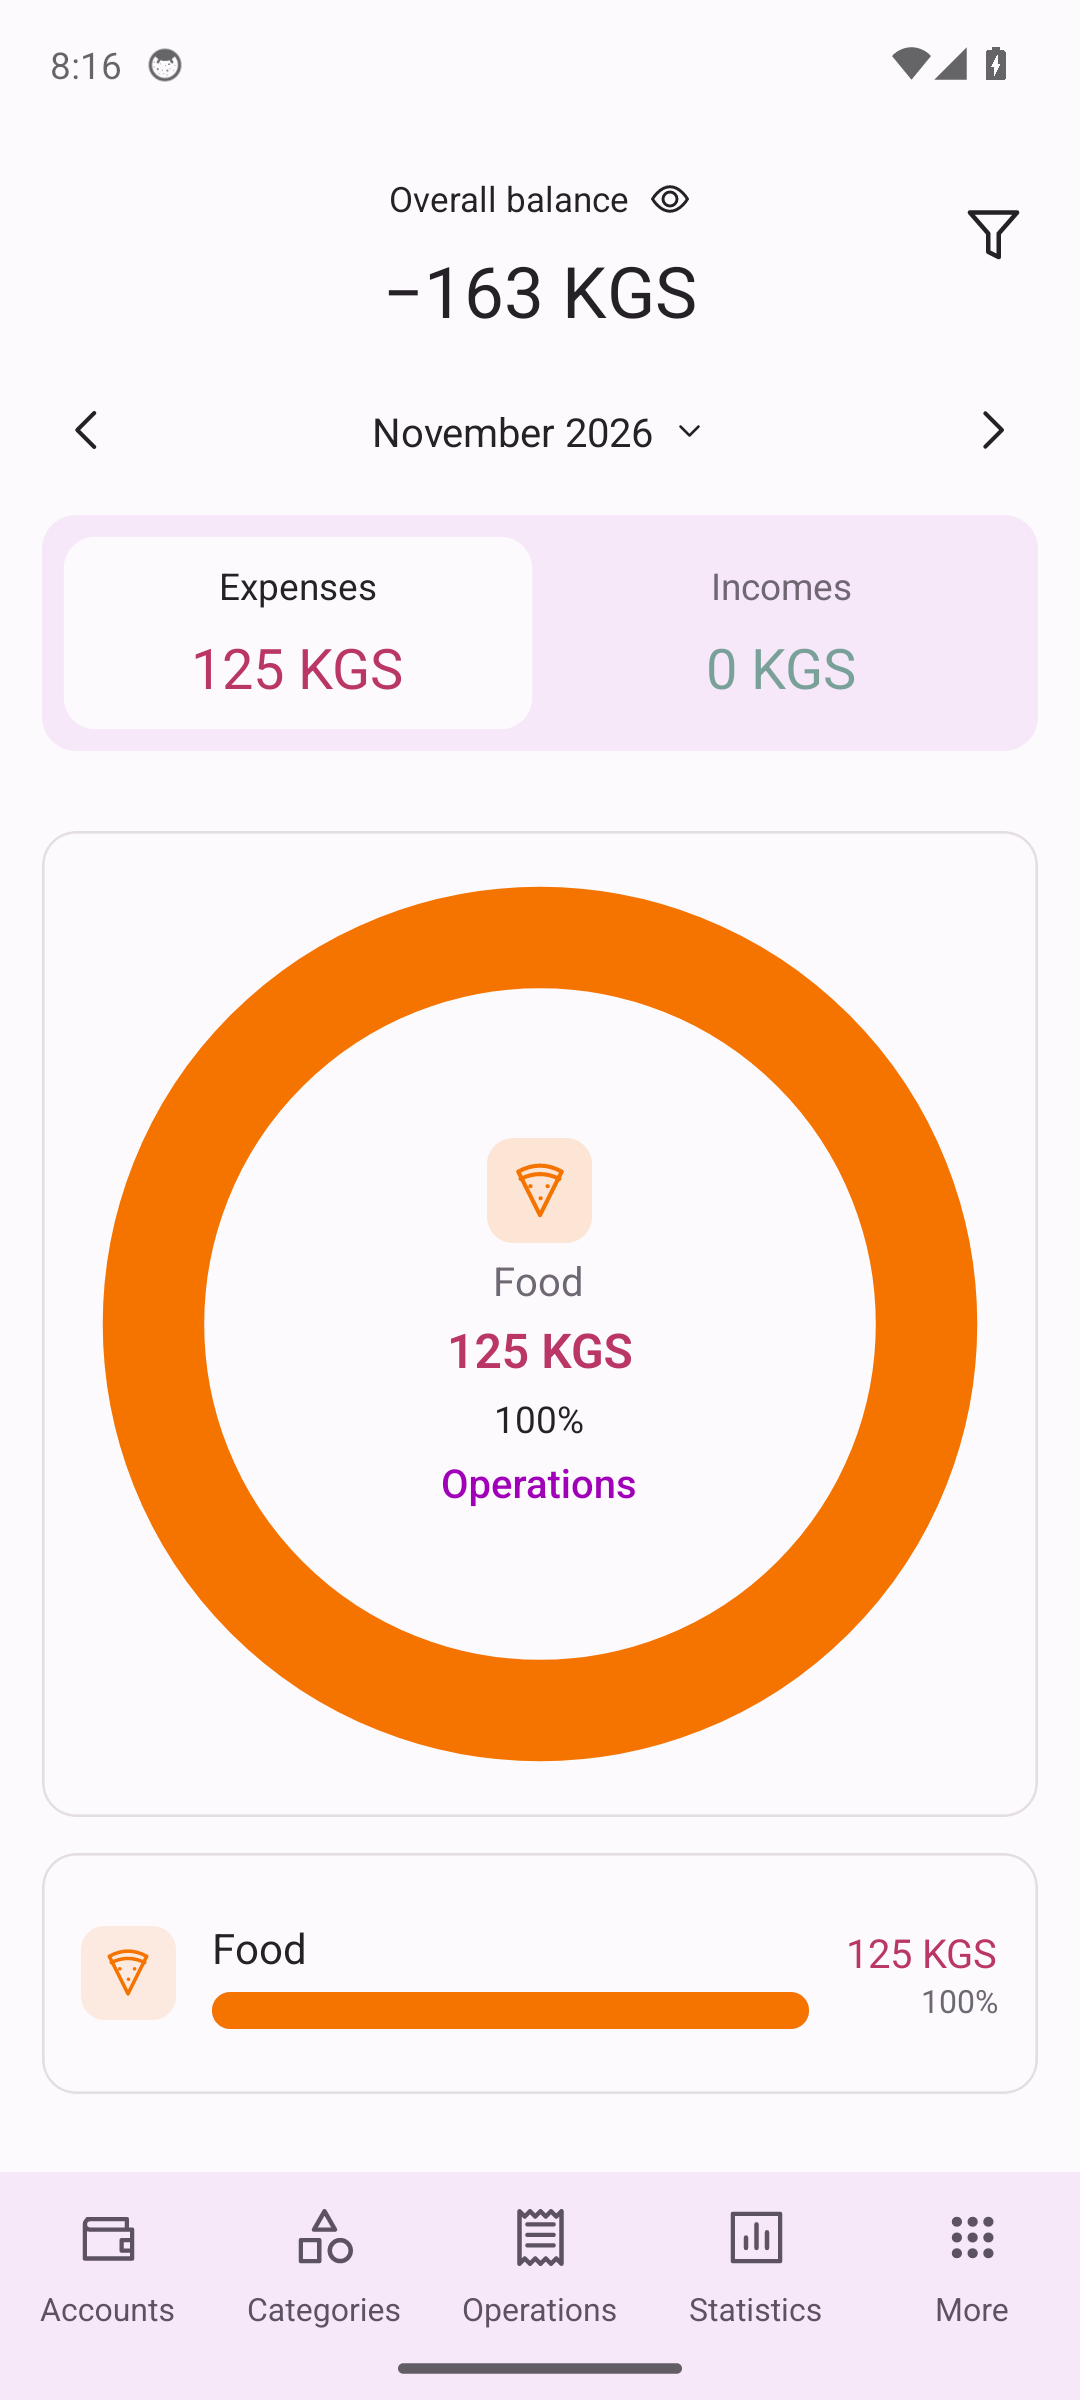 8:16
Overall balance
−163 KGS
November 2026
Expenses
125 KGS
Incomes
0 KGS
Food
125 KGS
100%
Operations
Food
125 KGS
100%
Accounts
Categories
Operations
Statistics
More